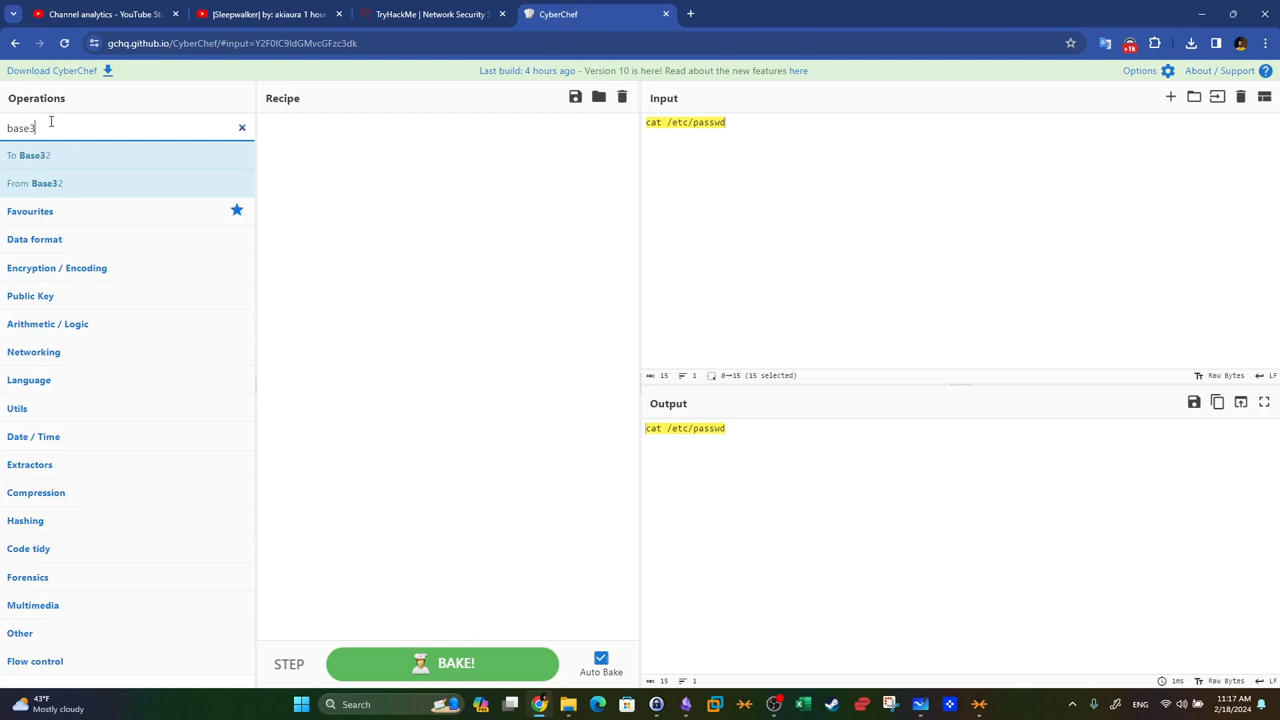 Channel analytics - YouTube St
|Sleepwalker| by: akiaura 1 hour
TryHackMe | Network Security S
CyberChef
gchq.github.io/CyberChef/#input=Y2F0IC9ldGMvcGFzc3dk
+1k
Download CyberChef
Last build: 4 hours ago - Version 10 is here! Read about the new features here
Options
About / Support
Operations
Recipe
Input
base3
cat /etc/passwd
To Base32
From Base32
Favourites
Data format
Encryption / Encoding
Public Key
Arithmetic / Logic
Networking
Language
Utils
Date / Time
Extractors
Compression
Hashing
Code tidy
Forensics
Multimedia
Other
Flow control
15 1 0→15 (15 selected)
Raw Bytes LF
Output
cat /etc/passwd
STEP
BAKE!
Auto Bake
15 1
1ms Raw Bytes LF
43°F
Mostly cloudy
Search
ENG
11:17 AM
2/18/2024